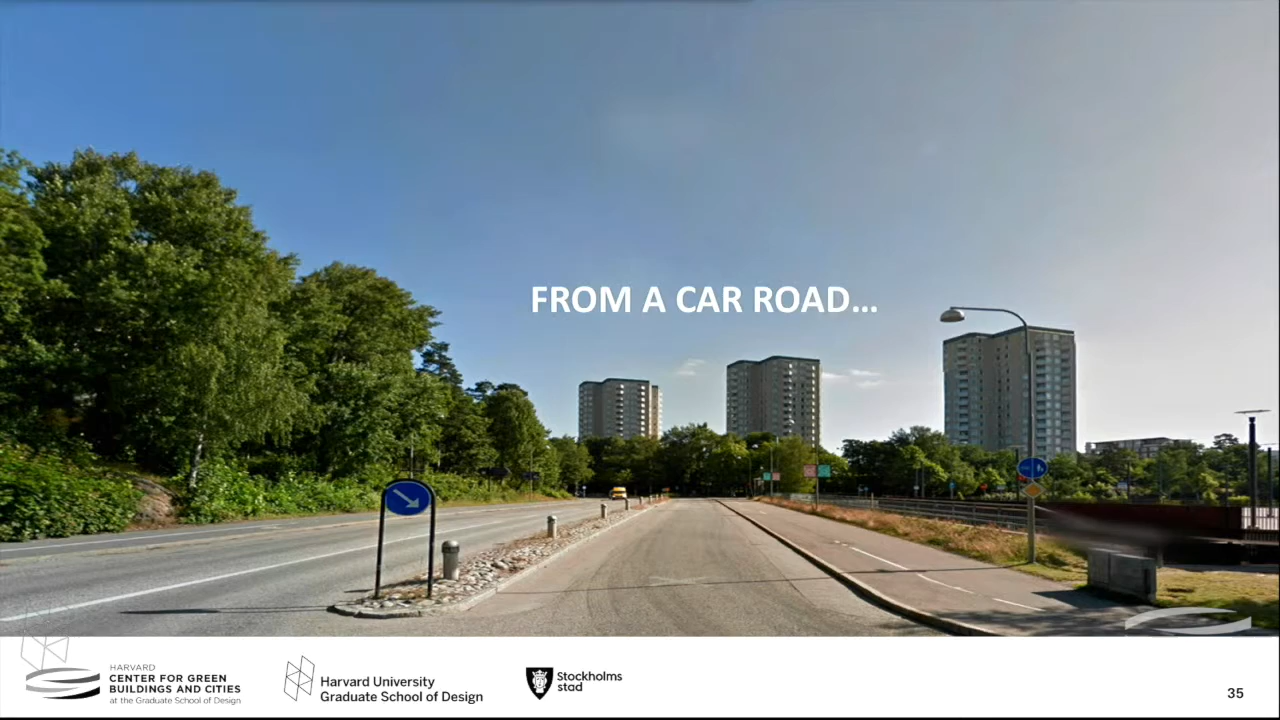 FROM A CAR ROAD...
HARVARD
CENTER FOR GREEN
BUILDINGS AND CITIES
at the Graduate School of Design
Harvard University
Graduate School of Design
Stockholms
stad
35